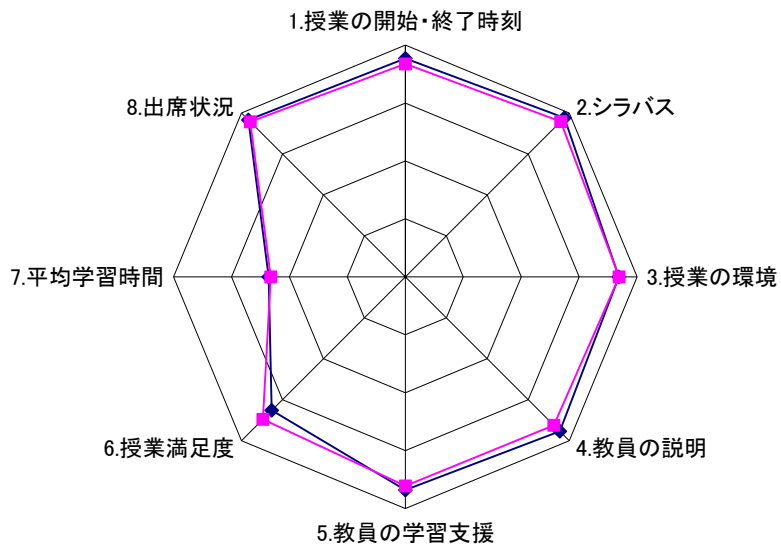 1.授業の開始・終了時刻
2.シラバス
3.授業の環境
4.教員の説明
5.教員の学習支援
6.授業満足度
7.平均学習時間
8.出席状況